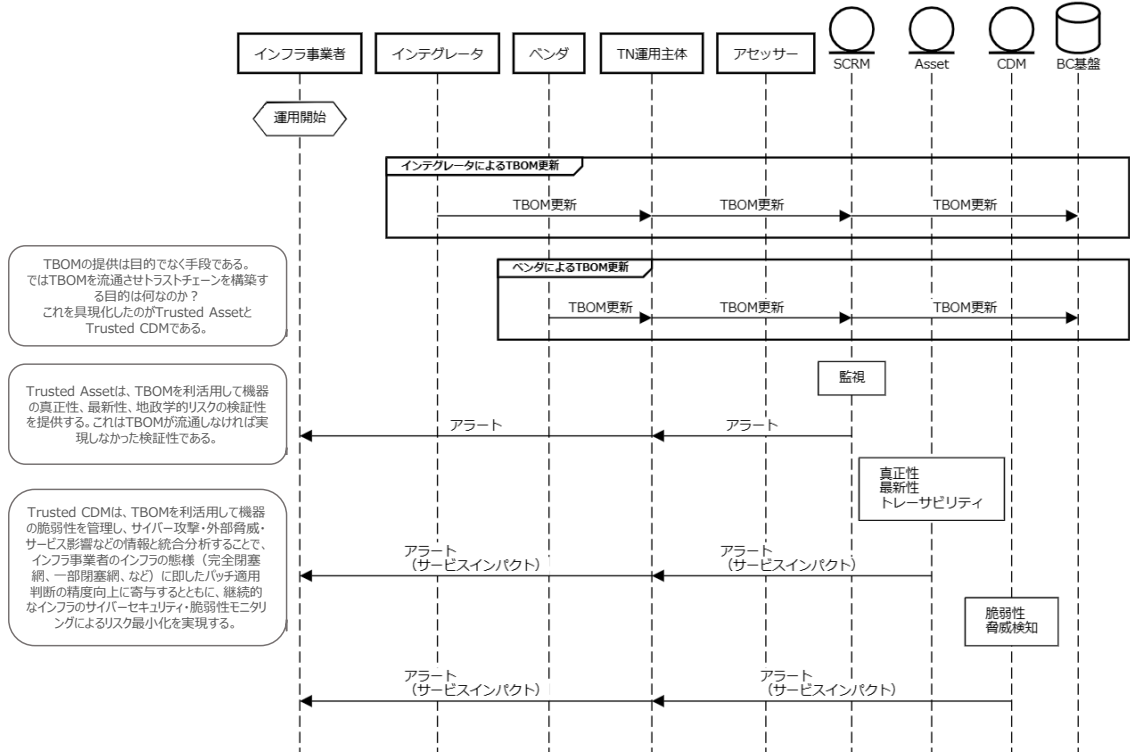 インフラ事業者
インテグレータ
ベンダ
TN運用主体
アセッサー
SCRM
Asset
CDM
BC基盤
運用開始
インテグレータによるTBOM更新
TBOM更新
TBOM更新
TBOM更新
TBOMの提供は目的でなく手段である。
ではTBOMを流通させトラストチェーンを構築す
る目的は何なのか？
これを具現化したのがTrusted Assetと
Trusted CDMである。
ベンダによるTBOM更新
TBOM更新
TBOM更新
TBOM更新
監視
Trusted Assetは、TBOMを利活用して機器
の真正性、最新性、地政学的リスクの検証性
を提供する。これはTBOMが流通しなければ実
現しなかった検証性である。
アラート
アラート
真正性
最新性
トレーサビリティ
Trusted CDMは、TBOMを利活用して機器
の脆弱性を管理し、サイバー攻撃・外部脅威・
サービス影響などの情報と統合分析することで、
インフラ事業者のインフラの態様（完全閉塞
網、一部閉塞網、など）に即したパッチ適用
判断の精度向上に寄与するとともに、継続的
なインフラのサイバーセキュリティ・脆弱性モニタリ
ングによるリスク最小化を実現する。
アラート
（サービスインパクト）
アラート
（サービスインパクト）
脆弱性
脅威検知
アラート
（サービスインパクト）
アラート
（サービスインパクト）